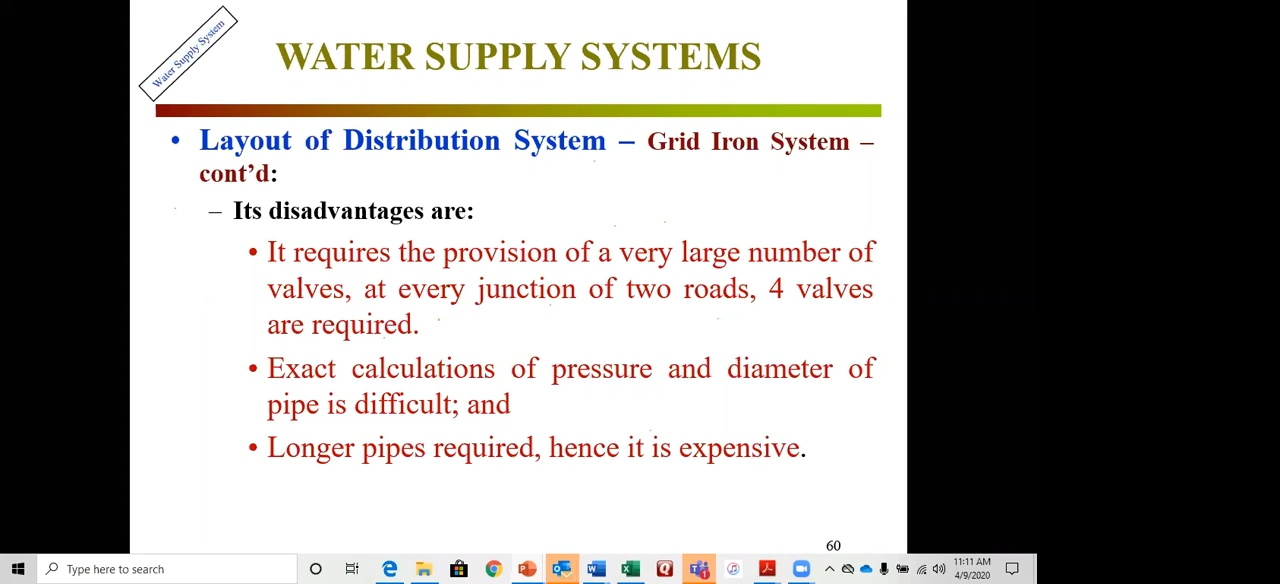 Water Supply System
WATER SUPPLY SYSTEMS
• Layout of Distribution System – Grid Iron System –
cont’d:
– Its disadvantages are:
• It requires the provision of a very large number of
valves, at every junction of two roads, 4 valves
are required.
• Exact calculations of pressure and diameter of
pipe is difficult; and
• Longer pipes required, hence it is expensive.
60
Type here to search
11:11 AM
4/9/2020